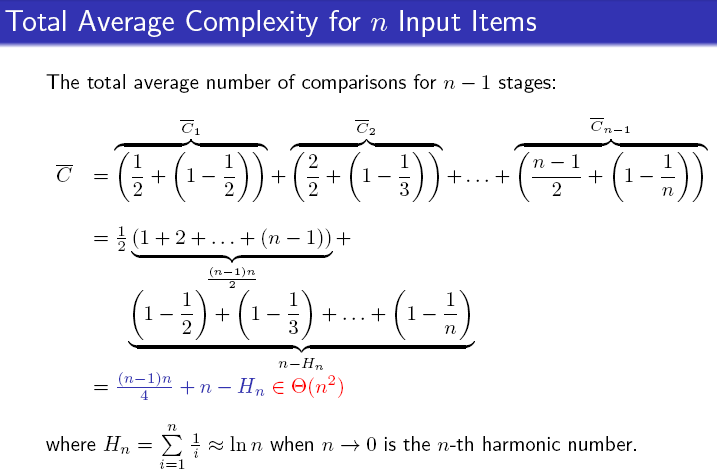 Total Average Complexity for n Input Items
The total average number of comparisons for n − 1 stages:
C̅₁ C̅₂ C̅ₙ₋₁
C̅ = (1/2 + (1 − 1/2)) + (2/2 + (1 − 1/3)) + . . . + ((n − 1)/2 + (1 − 1/n))
= 1/2 (1 + 2 + . . . + (n − 1)) +
(n−1)n/2
(1 − 1/2) + (1 − 1/3) + . . . + (1 − 1/n)
n−Hₙ
= (n−1)n/4 + n − Hₙ ∈ Θ(n²)
where Hₙ = ∑ⁿᵢ₌₁ 1/i ≈ ln n when n → 0 is the n-th harmonic number.